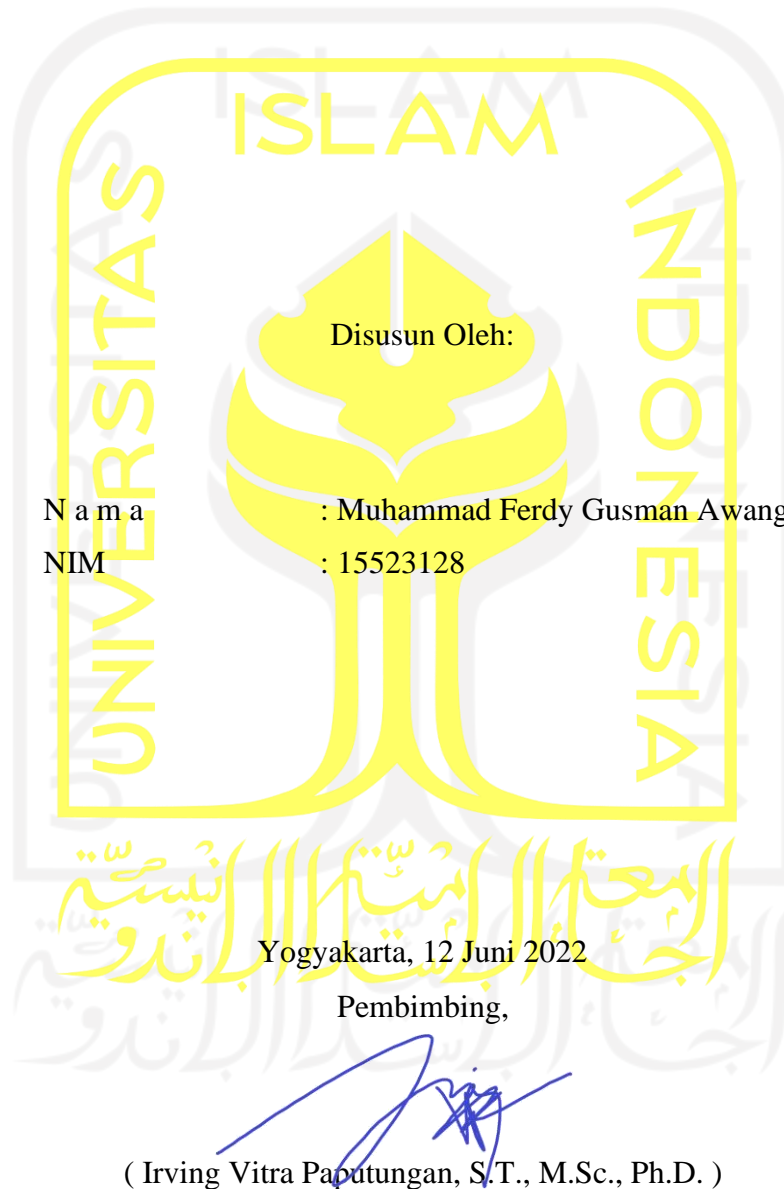 ISLAM
UNIVERSITAS
INDONESIA
Disusun Oleh:
N a m a : Muhammad Ferdy Gusman Awang
NIM : 15523128
Yogyakarta, 12 Juni 2022
Pembimbing,
( Irving Vitra Paputungan, S.T., M.Sc., Ph.D. )